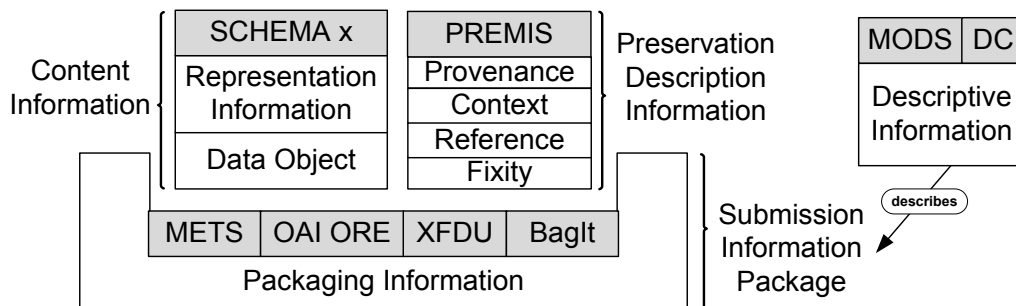 Content
Information
SCHEMA x
Representation
Information
Data Object
PREMIS
Provenance
Context
Reference
Fixity
Preservation
Description
Information
MODS
DC
Descriptive
Information
describes
METS
OAI ORE
XFDU
BagIt
Packaging Information
Submission
Information
Package